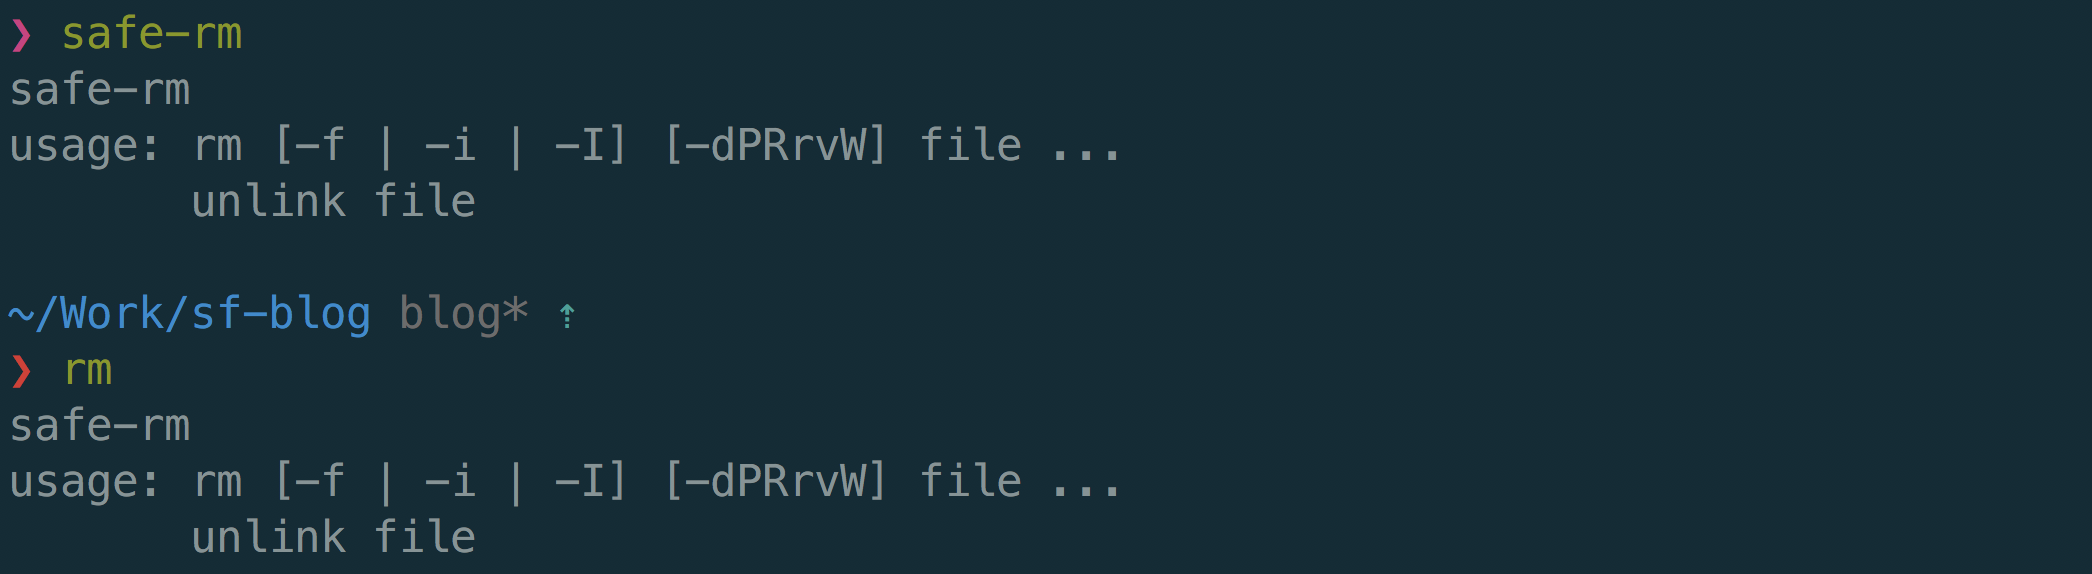 ❯ safe-rm
safe-rm
usage: rm [-f | -i | -I] [-dPRrvW] file ...
       unlink file

~/Work/sf-blog blog* ⇡
❯ rm
safe-rm
usage: rm [-f | -i | -I] [-dPRrvW] file ...
       unlink file